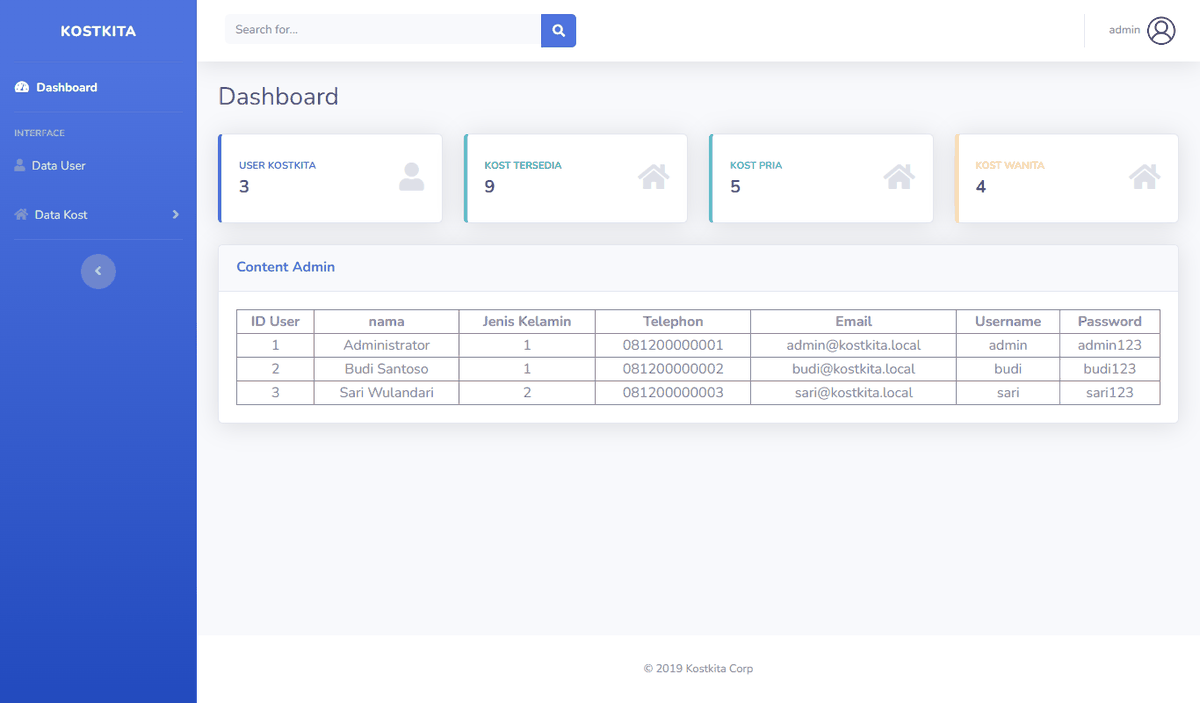 KOSTKITA
Dashboard
INTERFACE
Data User
Data Kost
Search for...
admin
Dashboard
USER KOSTKITA
3
KOST TERSEDIA
9
KOST PRIA
5
KOST WANITA
4
Content Admin
ID User nama Jenis Kelamin Telephon Email Username Password
1 Administrator 1 081200000001 admin@kostkita.local admin admin123
2 Budi Santoso 1 081200000002 budi@kostkita.local budi budi123
3 Sari Wulandari 2 081200000003 sari@kostkita.local sari sari123
© 2019 Kostkita Corp